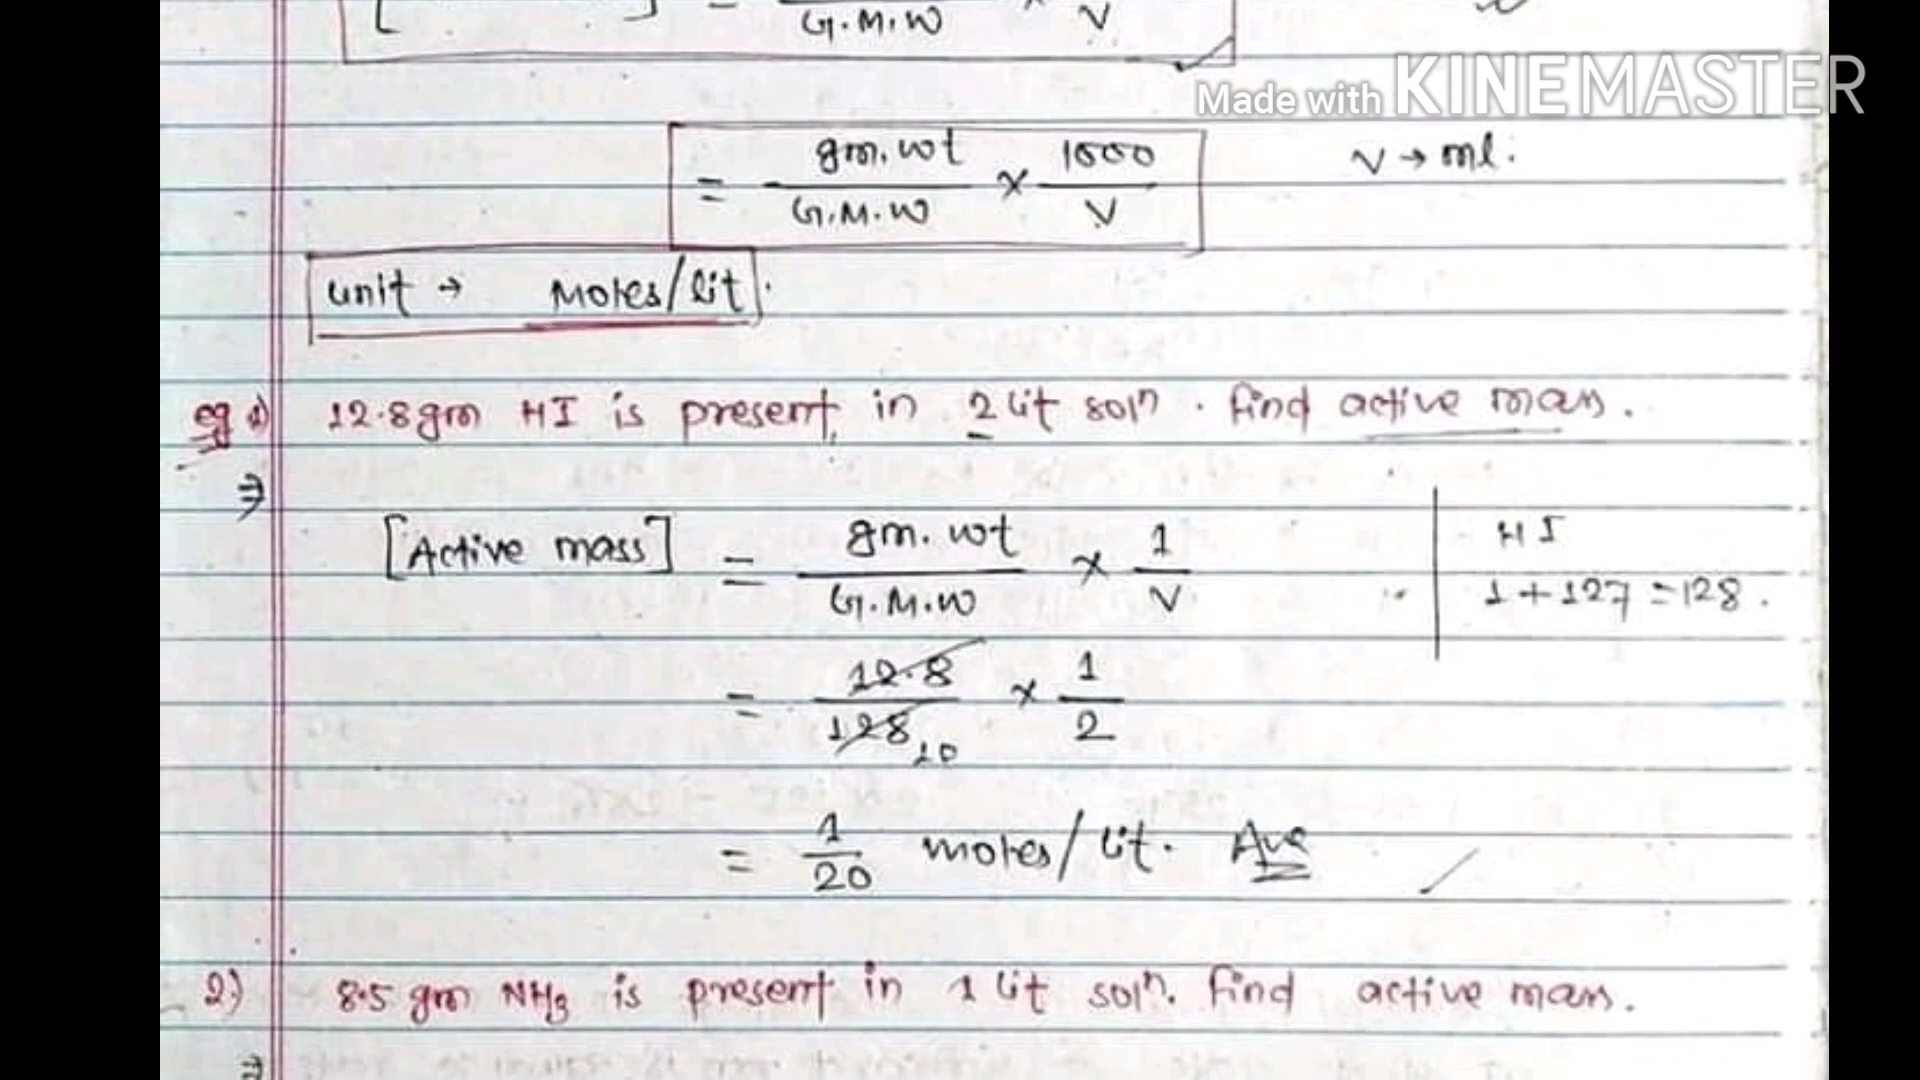 G.M.W V
Made with KINEMASTER
= gm. wt / G.M.W × 1000 / V V → ml.
unit → Moles/lit.
eg 1) 12.8 gm HI is present in 2 lit solⁿ. find active mass.
⇒
[Active mass] = gm. wt / G.M.W × 1 / V HI
1 + 127 = 128.
= 12.8 / 128 10 × 1 / 2
= 1 / 20 moles/lit. Ans
2) 8.5 gm NH₃ is present in 1 lit solⁿ. find active mass.
⇒